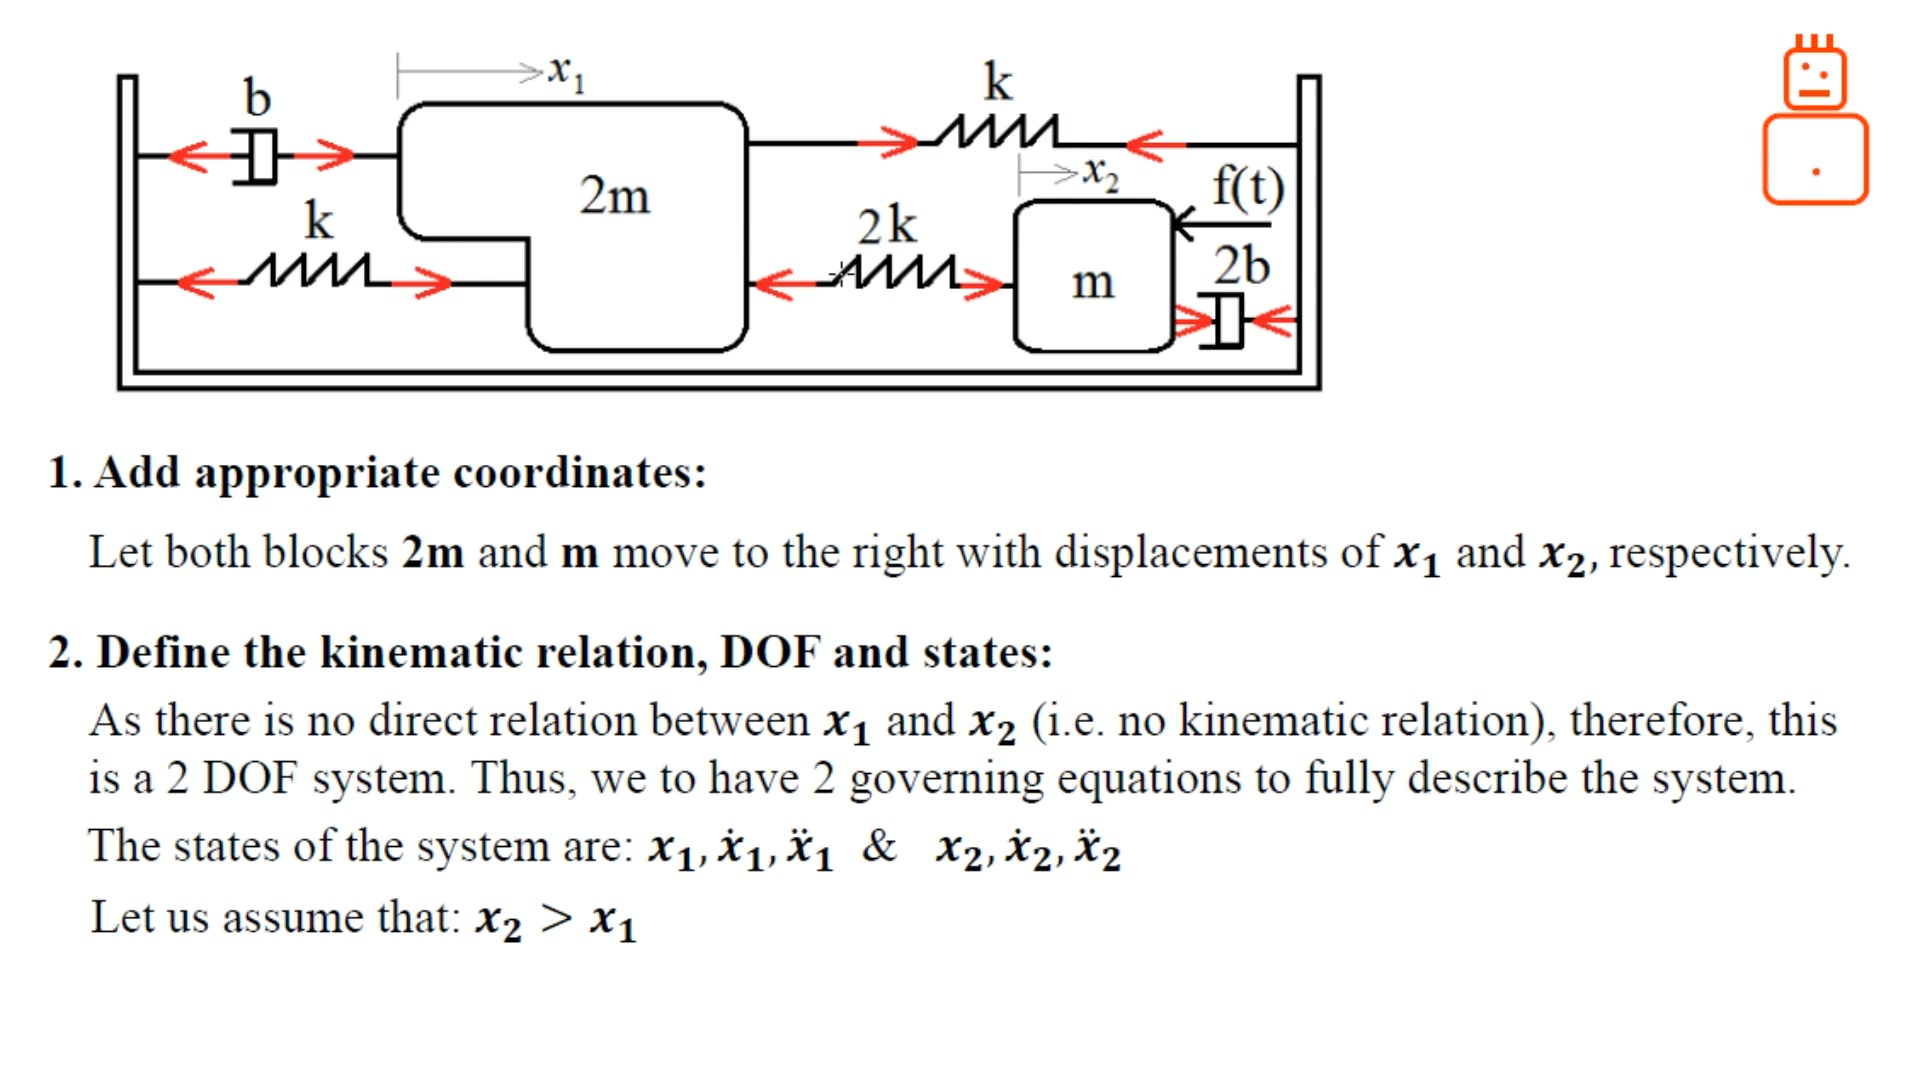 b
x₁
k
2m
k
x₂
f(t)
2k
m
2b
1. Add appropriate coordinates:
Let both blocks 2m and m move to the right with displacements of x₁ and x₂, respectively.
2. Define the kinematic relation, DOF and states:
As there is no direct relation between x₁ and x₂ (i.e. no kinematic relation), therefore, this
is a 2 DOF system. Thus, we to have 2 governing equations to fully describe the system.
The states of the system are: x₁, ẋ₁, ẍ₁ & x₂, ẋ₂, ẍ₂
Let us assume that: x₂ > x₁